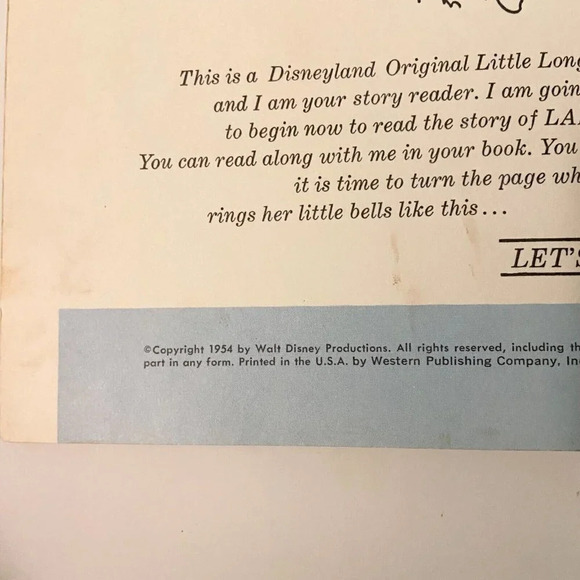 This is a Disneyland Original Little Long
and I am your story reader. I am goin
to begin now to read the story of LA
You can read along with me in your book. You
it is time to turn the page wh
rings her little bells like this...
LET'S
©Copyright 1954 by Walt Disney Productions. All rights reserved, including th
part in any form. Printed in the U.S.A. by Western Publishing Company, In